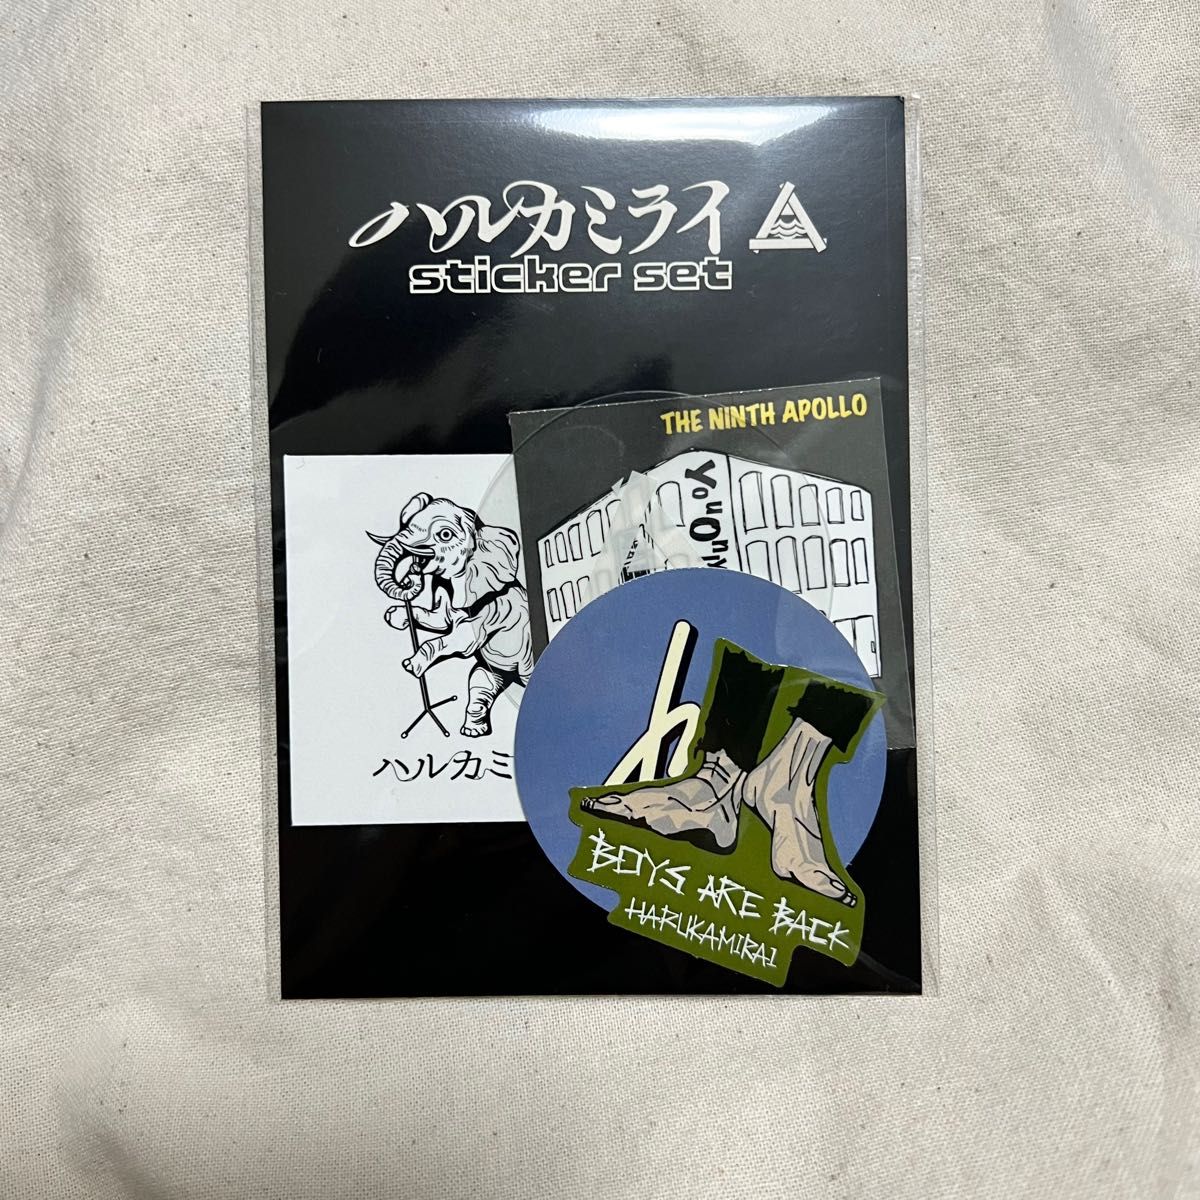 ハルカミライ
sticker set
THE NINTH APOLLO
YouOnly
ハルカミ
BOYS ARE BACK
HARUKAMIRAI